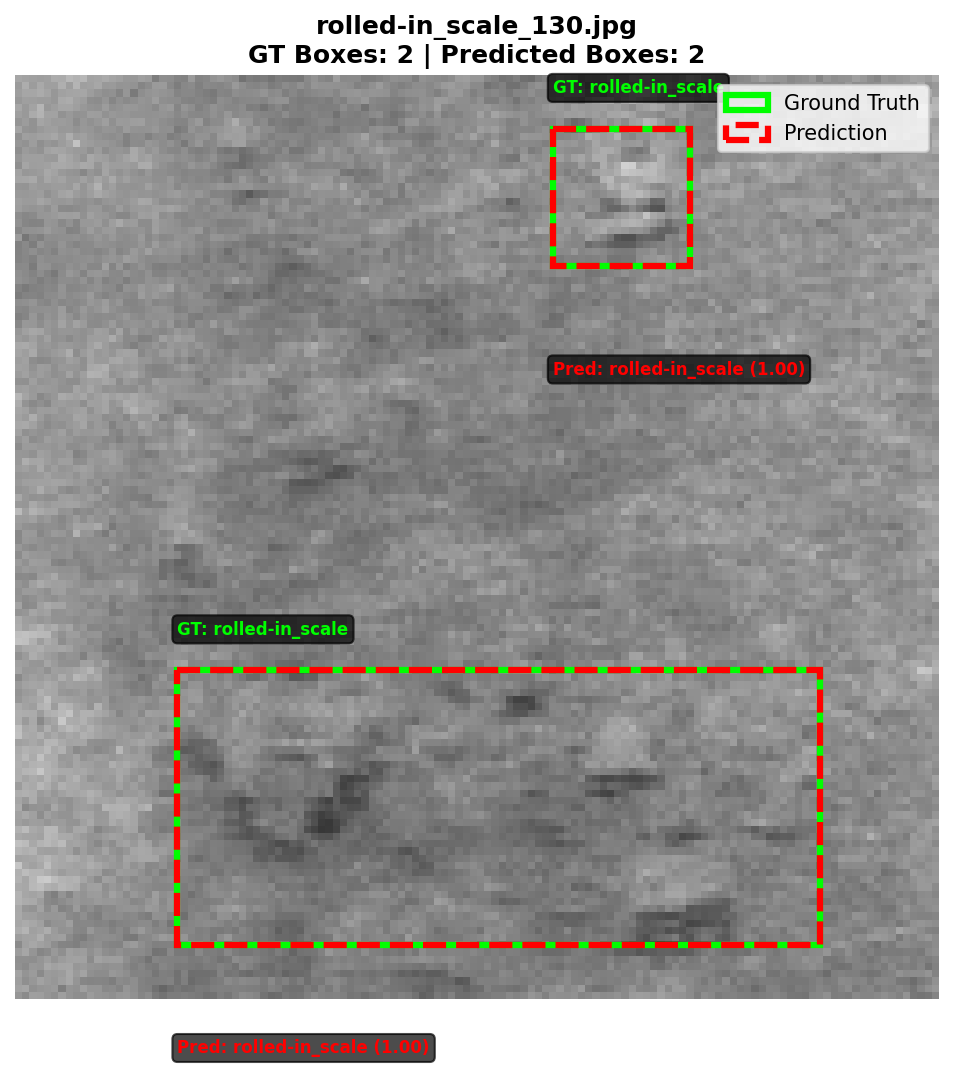 rolled-in_scale_130.jpg
GT Boxes: 2 | Predicted Boxes: 2
GT: rolled-in_scale
Ground Truth
Prediction
Pred: rolled-in_scale (1.00)
GT: rolled-in_scale
Pred: rolled-in_scale (1.00)